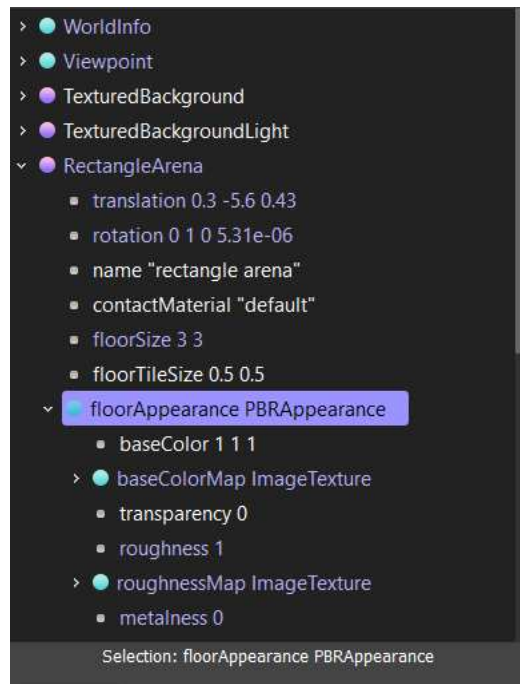 WorldInfo
Viewpoint
TexturedBackground
TexturedBackgroundLight
RectangleArena
translation 0.3 -5.6 0.43
rotation 0 1 0 5.31e-06
name "rectangle arena"
contactMaterial "default"
floorSize 3 3
floorTileSize 0.5 0.5
floorAppearance PBRAppearance
baseColor 1 1 1
baseColorMap ImageTexture
transparency 0
roughness 1
roughnessMap ImageTexture
metalness 0
Selection: floorAppearance PBRAppearance